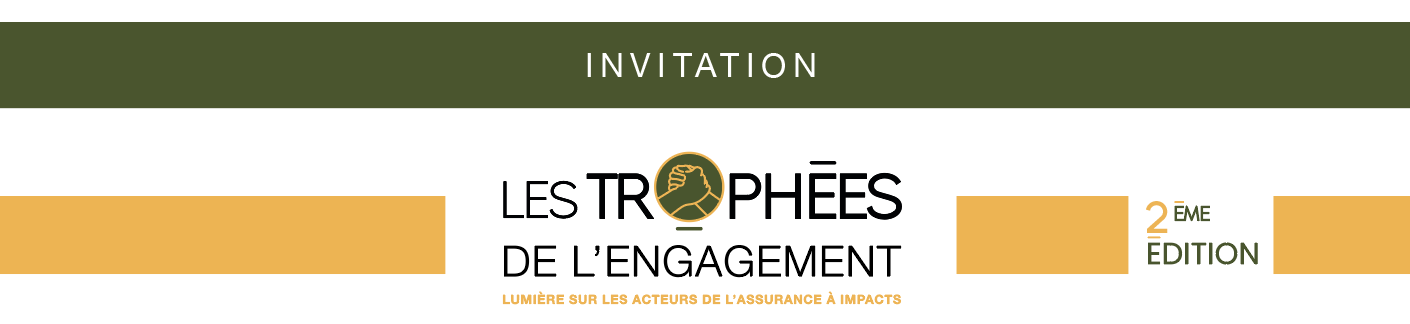 INVITATION
LES TROPHÉES
DE L'ENGAGEMENT
LUMIÈRE SUR LES ACTEURS DE L'ASSURANCE À IMPACTS
2ÈME
ÉDITION